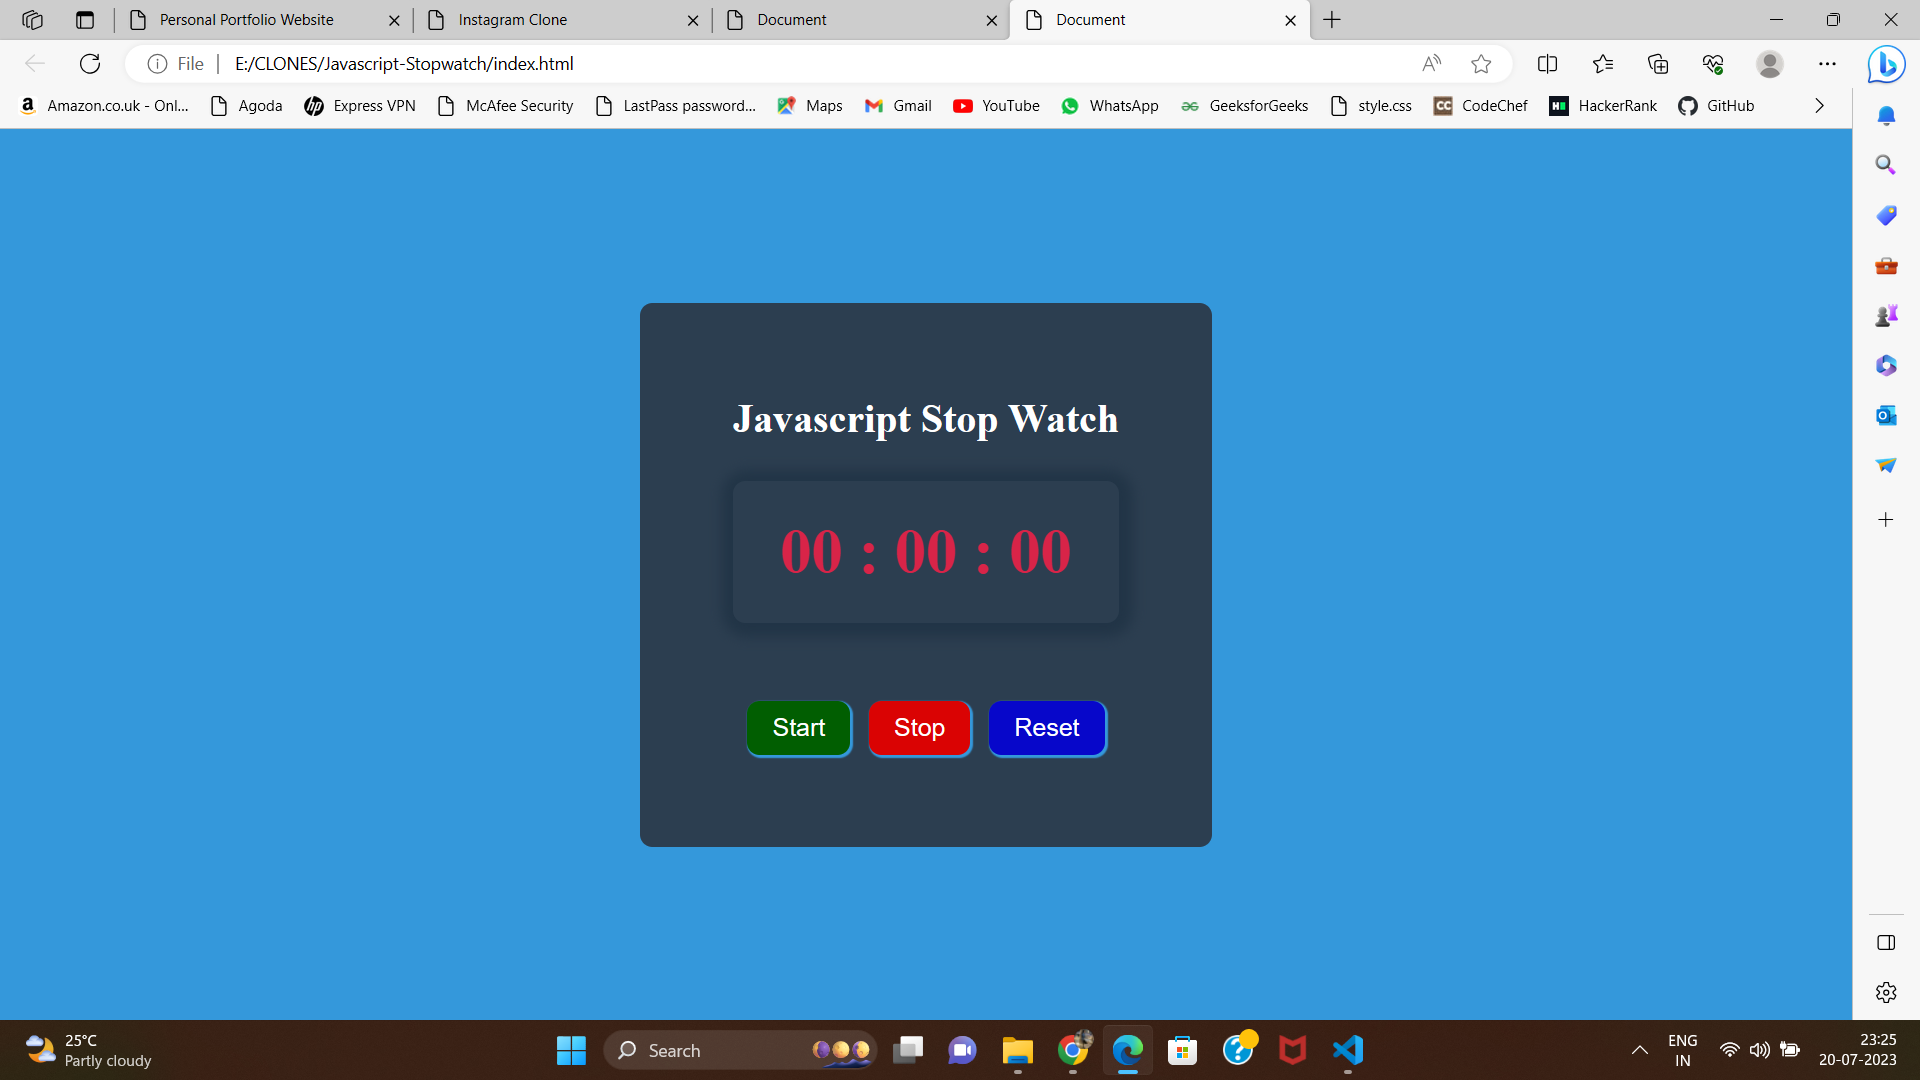 Personal Portfolio Website
Instagram Clone
Document
Document
File
E:/CLONES/Javascript-Stopwatch/index.html
Amazon.co.uk - Onl...
Agoda
Express VPN
McAfee Security
LastPass password...
Maps
Gmail
YouTube
WhatsApp
GeeksforGeeks
style.css
CodeChef
HackerRank
GitHub
Javascript Stop Watch
00 : 00 : 00
Start
Stop
Reset
25°C
Partly cloudy
Search
ENG
IN
23:25
20-07-2023